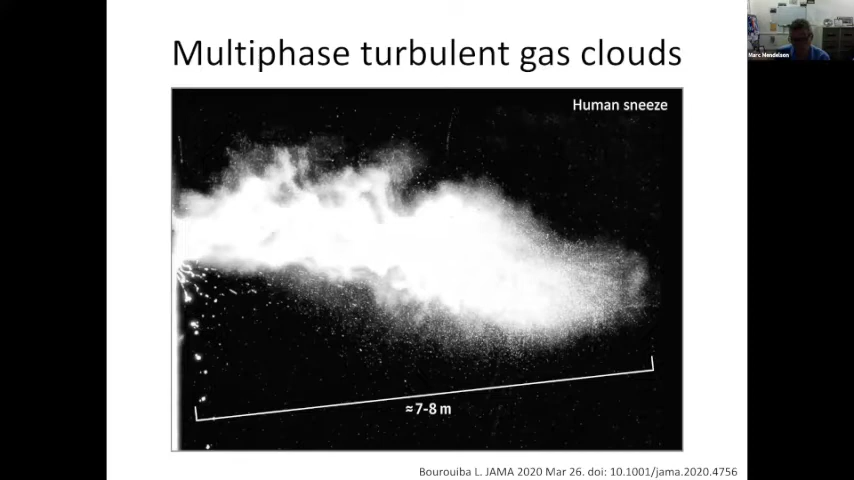 Multiphase turbulent gas clouds
Marc Mendelson
Human sneeze
≈7-8 m
Bourouiba L. JAMA 2020 Mar 26. doi: 10.1001/jama.2020.4756